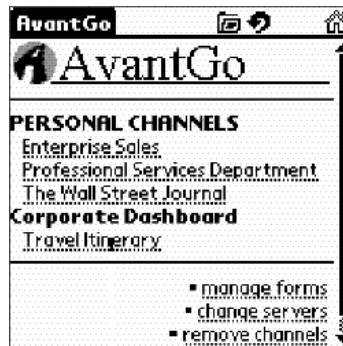 AvantGo
AvantGo
PERSONAL CHANNELS
Enterprise Sales
Professional Services Department
The Wall Street Journal
Corporate Dashboard
Travel Itinerary
manage forms
change servers
remove channels